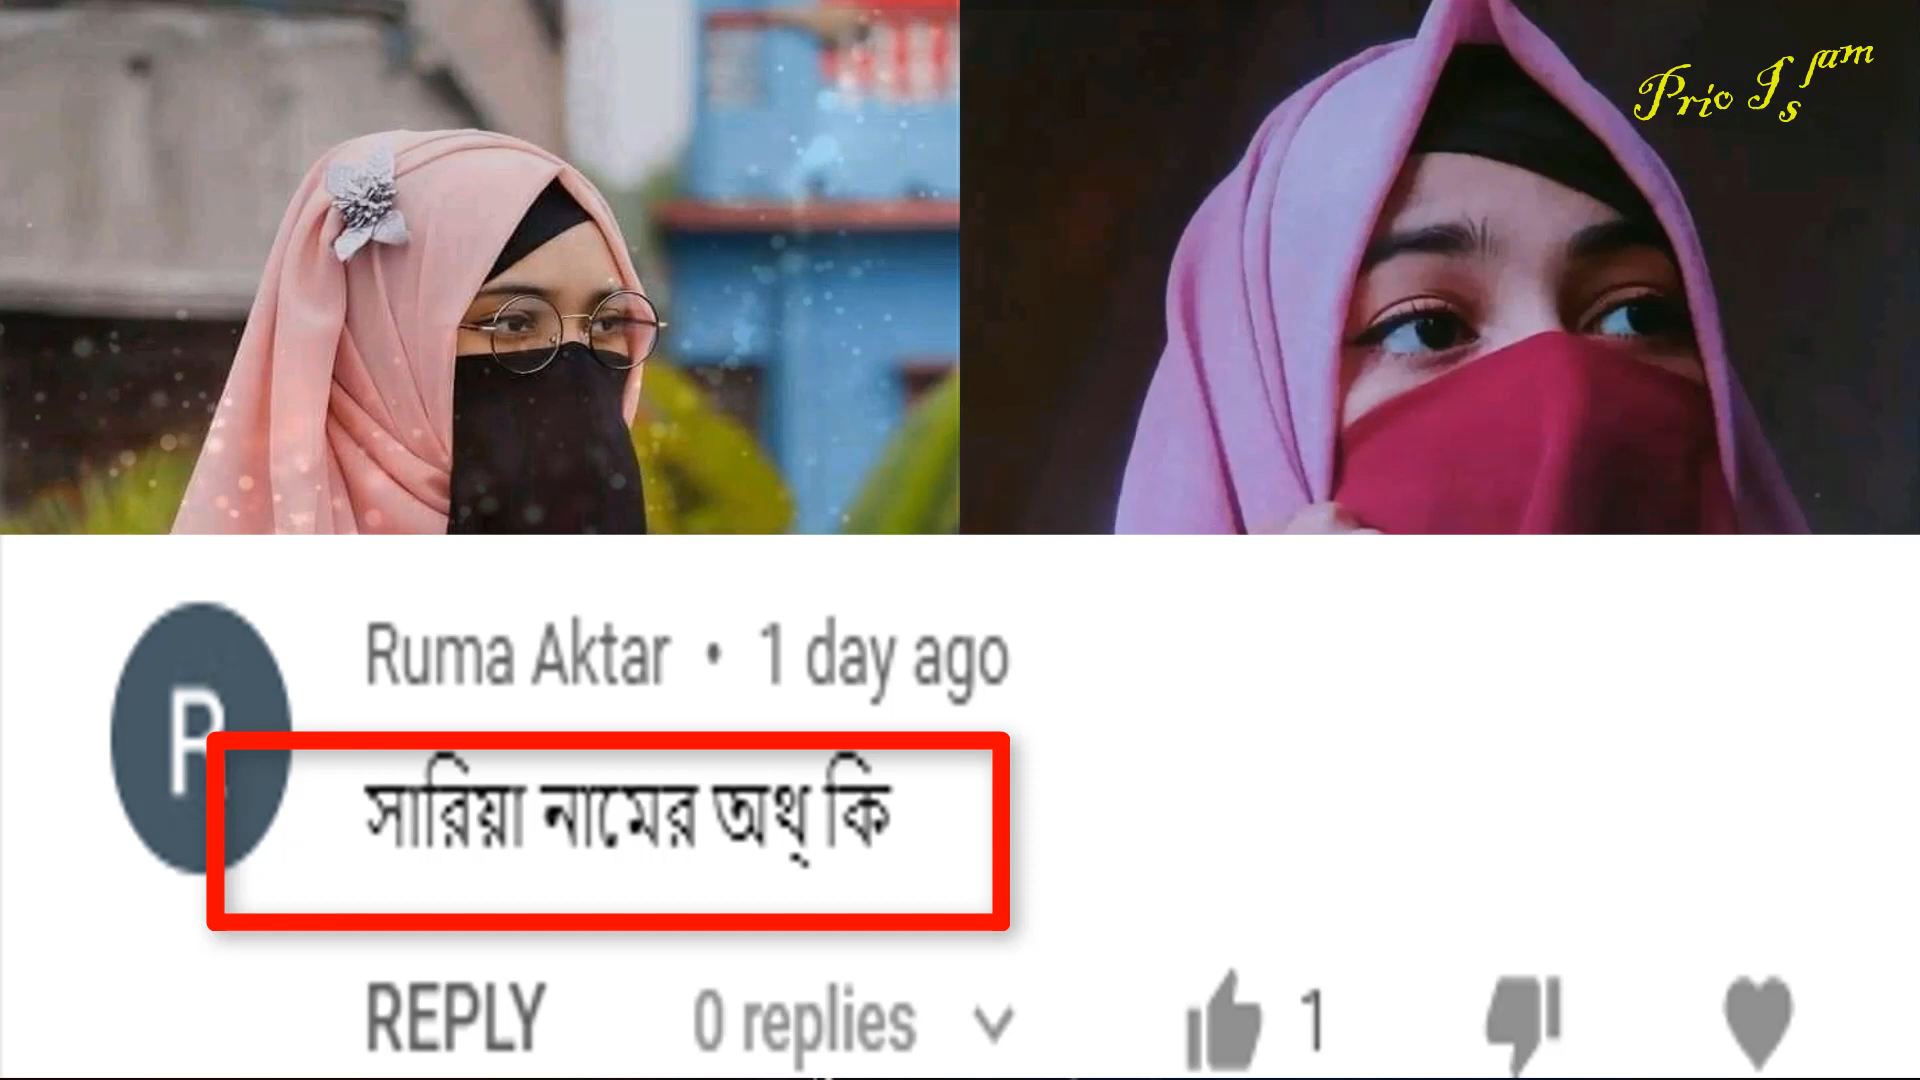 Prio Islam
R
Ruma Aktar • 1 day ago
সারিয়া নামের অথ্ কি
REPLY 0 replies 1